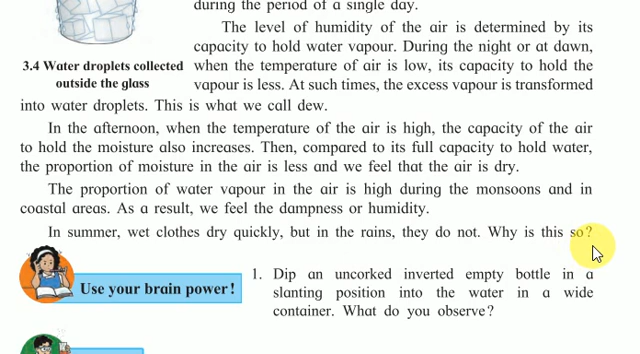 during the period of a single day.
The level of humidity of the air is determined by its
capacity to hold water vapour. During the night or at dawn,
3.4 Water droplets collected
outside the glass
when the temperature of air is low, its capacity to hold the
vapour is less. At such times, the excess vapour is transformed
into water droplets. This is what we call dew.
In the afternoon, when the temperature of the air is high, the capacity of the air
to hold the moisture also increases. Then, compared to its full capacity to hold water,
the proportion of moisture in the air is less and we feel that the air is dry.
The proportion of water vapour in the air is high during the monsoons and in
coastal areas. As a result, we feel the dampness or humidity.
In summer, wet clothes dry quickly, but in the rains, they do not. Why is this so?
Use your brain power!
1. Dip an uncorked inverted empty bottle in a
slanting position into the water in a wide
container. What do you observe?